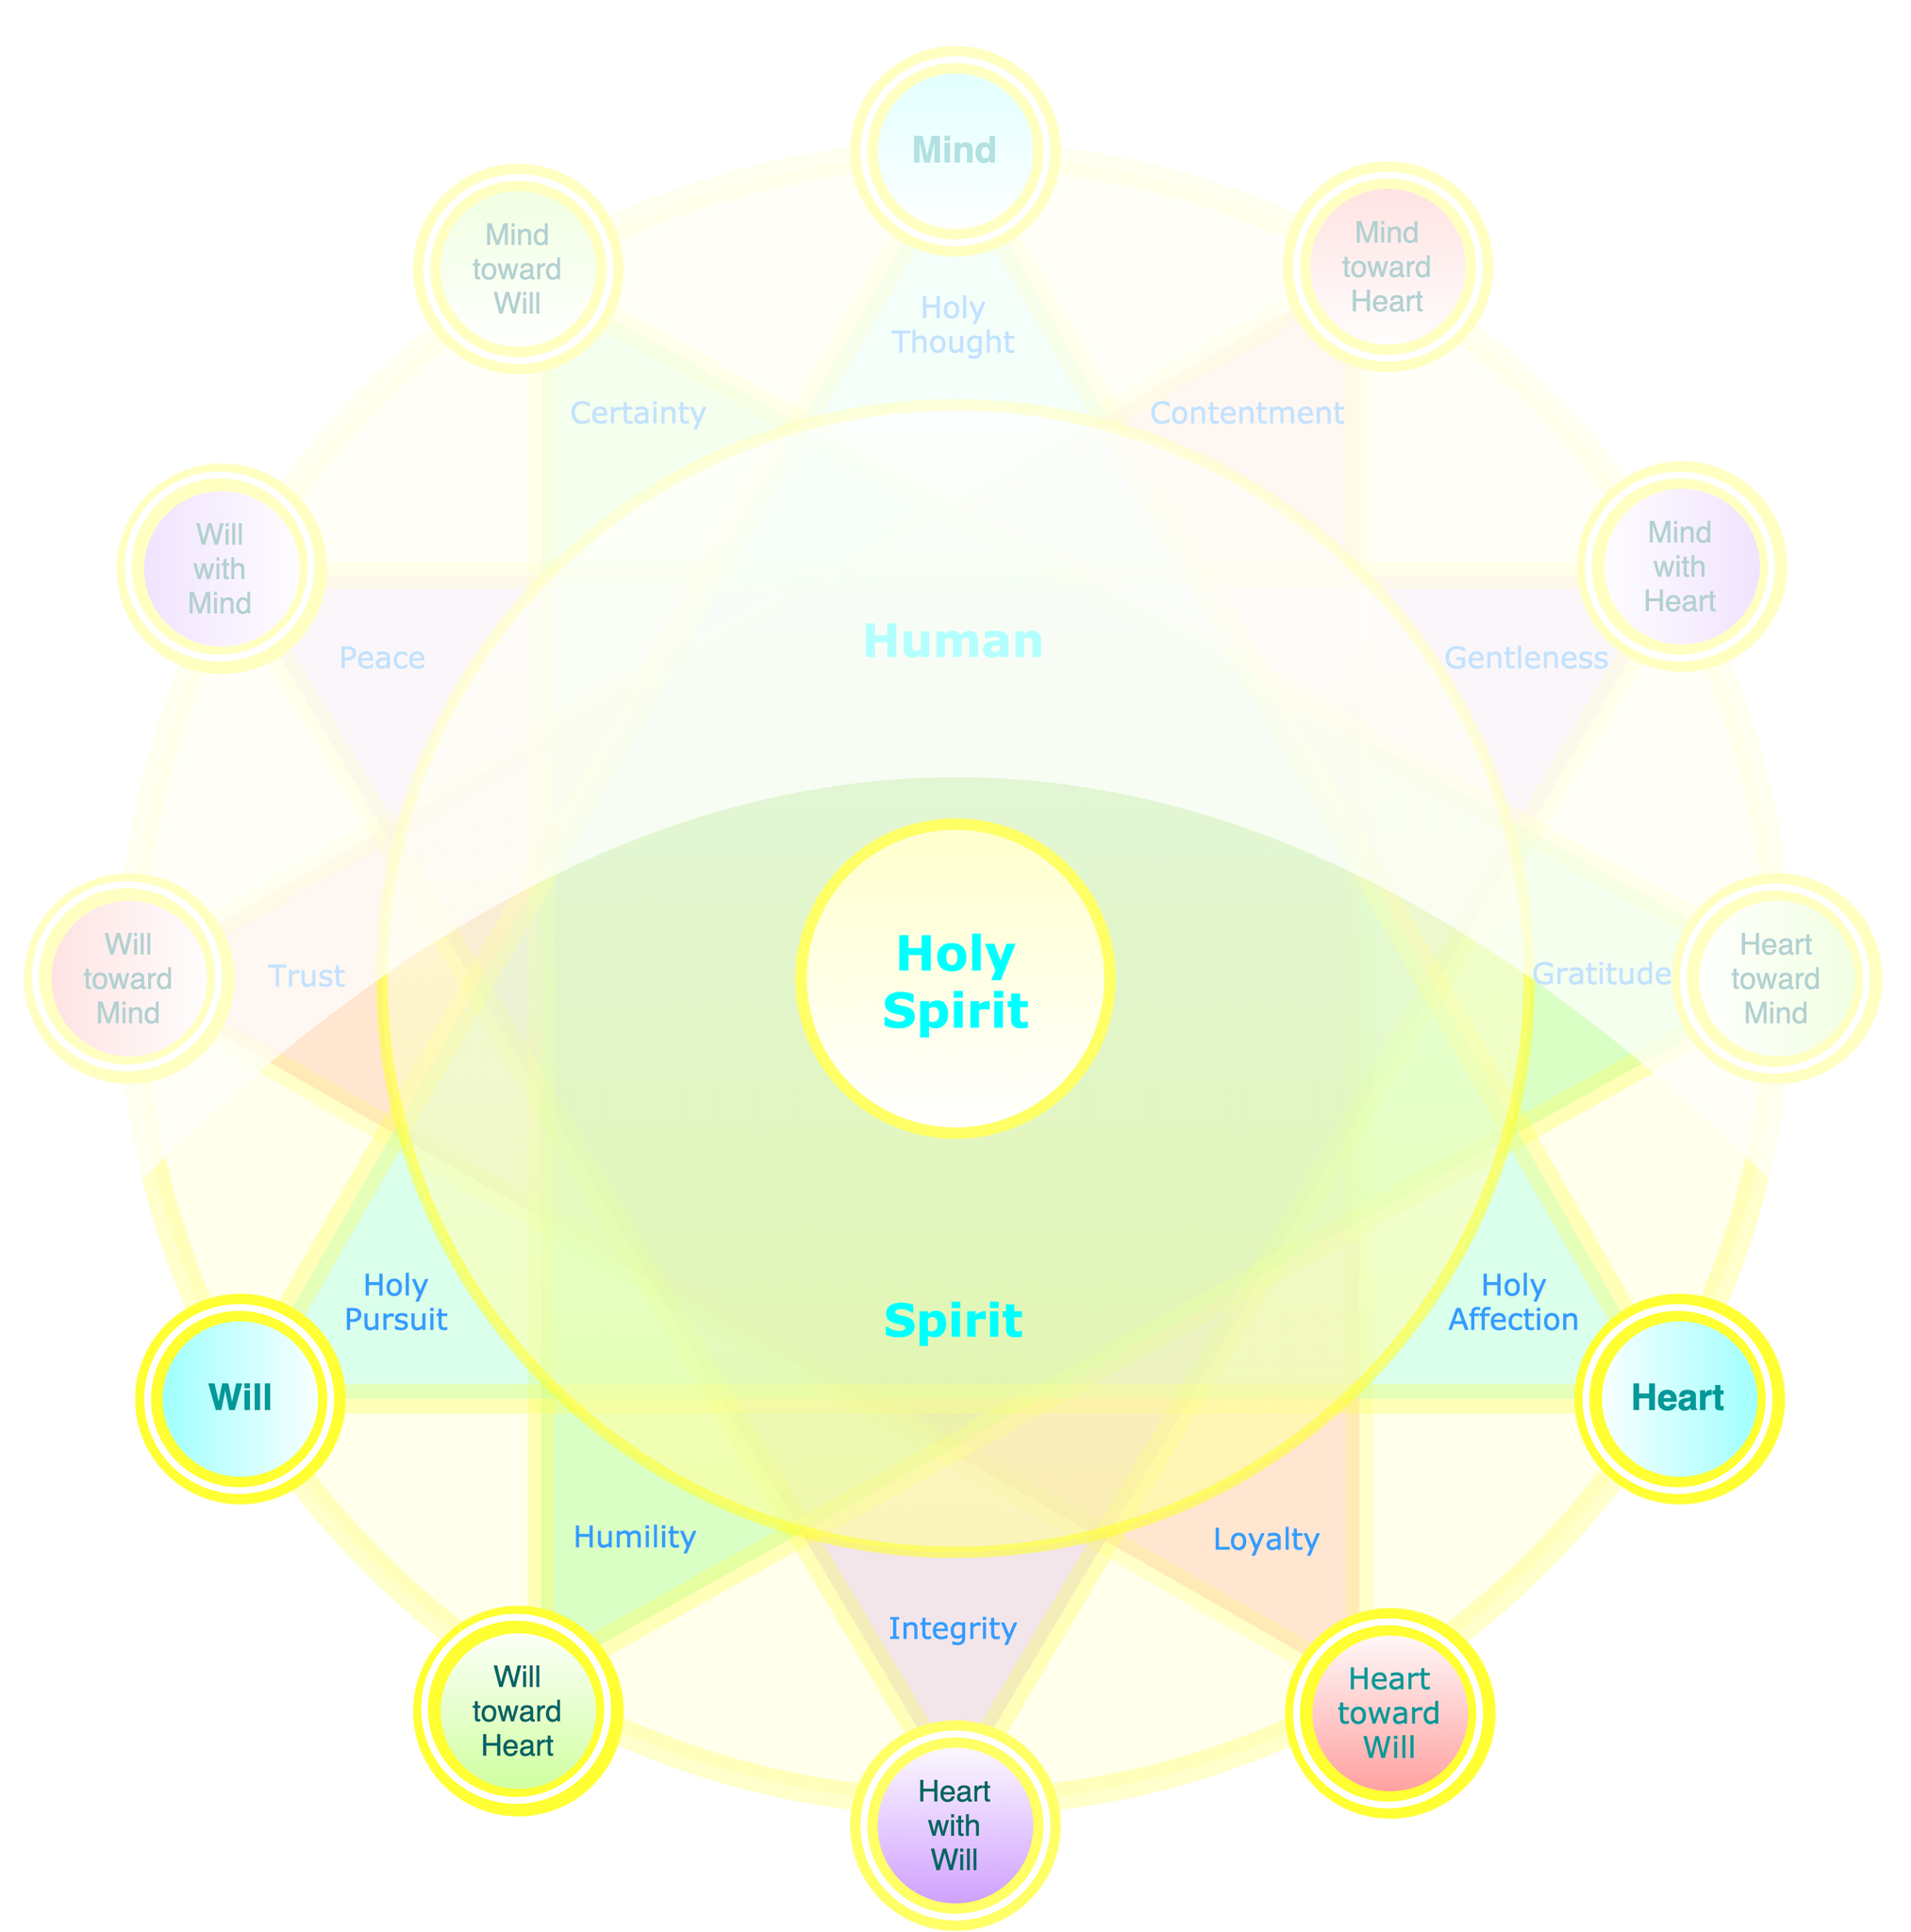 Mind
Mind
toward
Will
Mind
toward
Heart
Holy
Thought
Certainty
Contentment
Will
with
Mind
Mind
with
Heart
Peace
Human
Gentleness
Will
toward
Mind
Trust
Holy
Spirit
Gratitude
Heart
toward
Mind
Holy
Pursuit
Spirit
Holy
Affection
Will
Heart
Humility
Loyalty
Integrity
Will
toward
Heart
Heart
toward
Will
Heart
with
Will